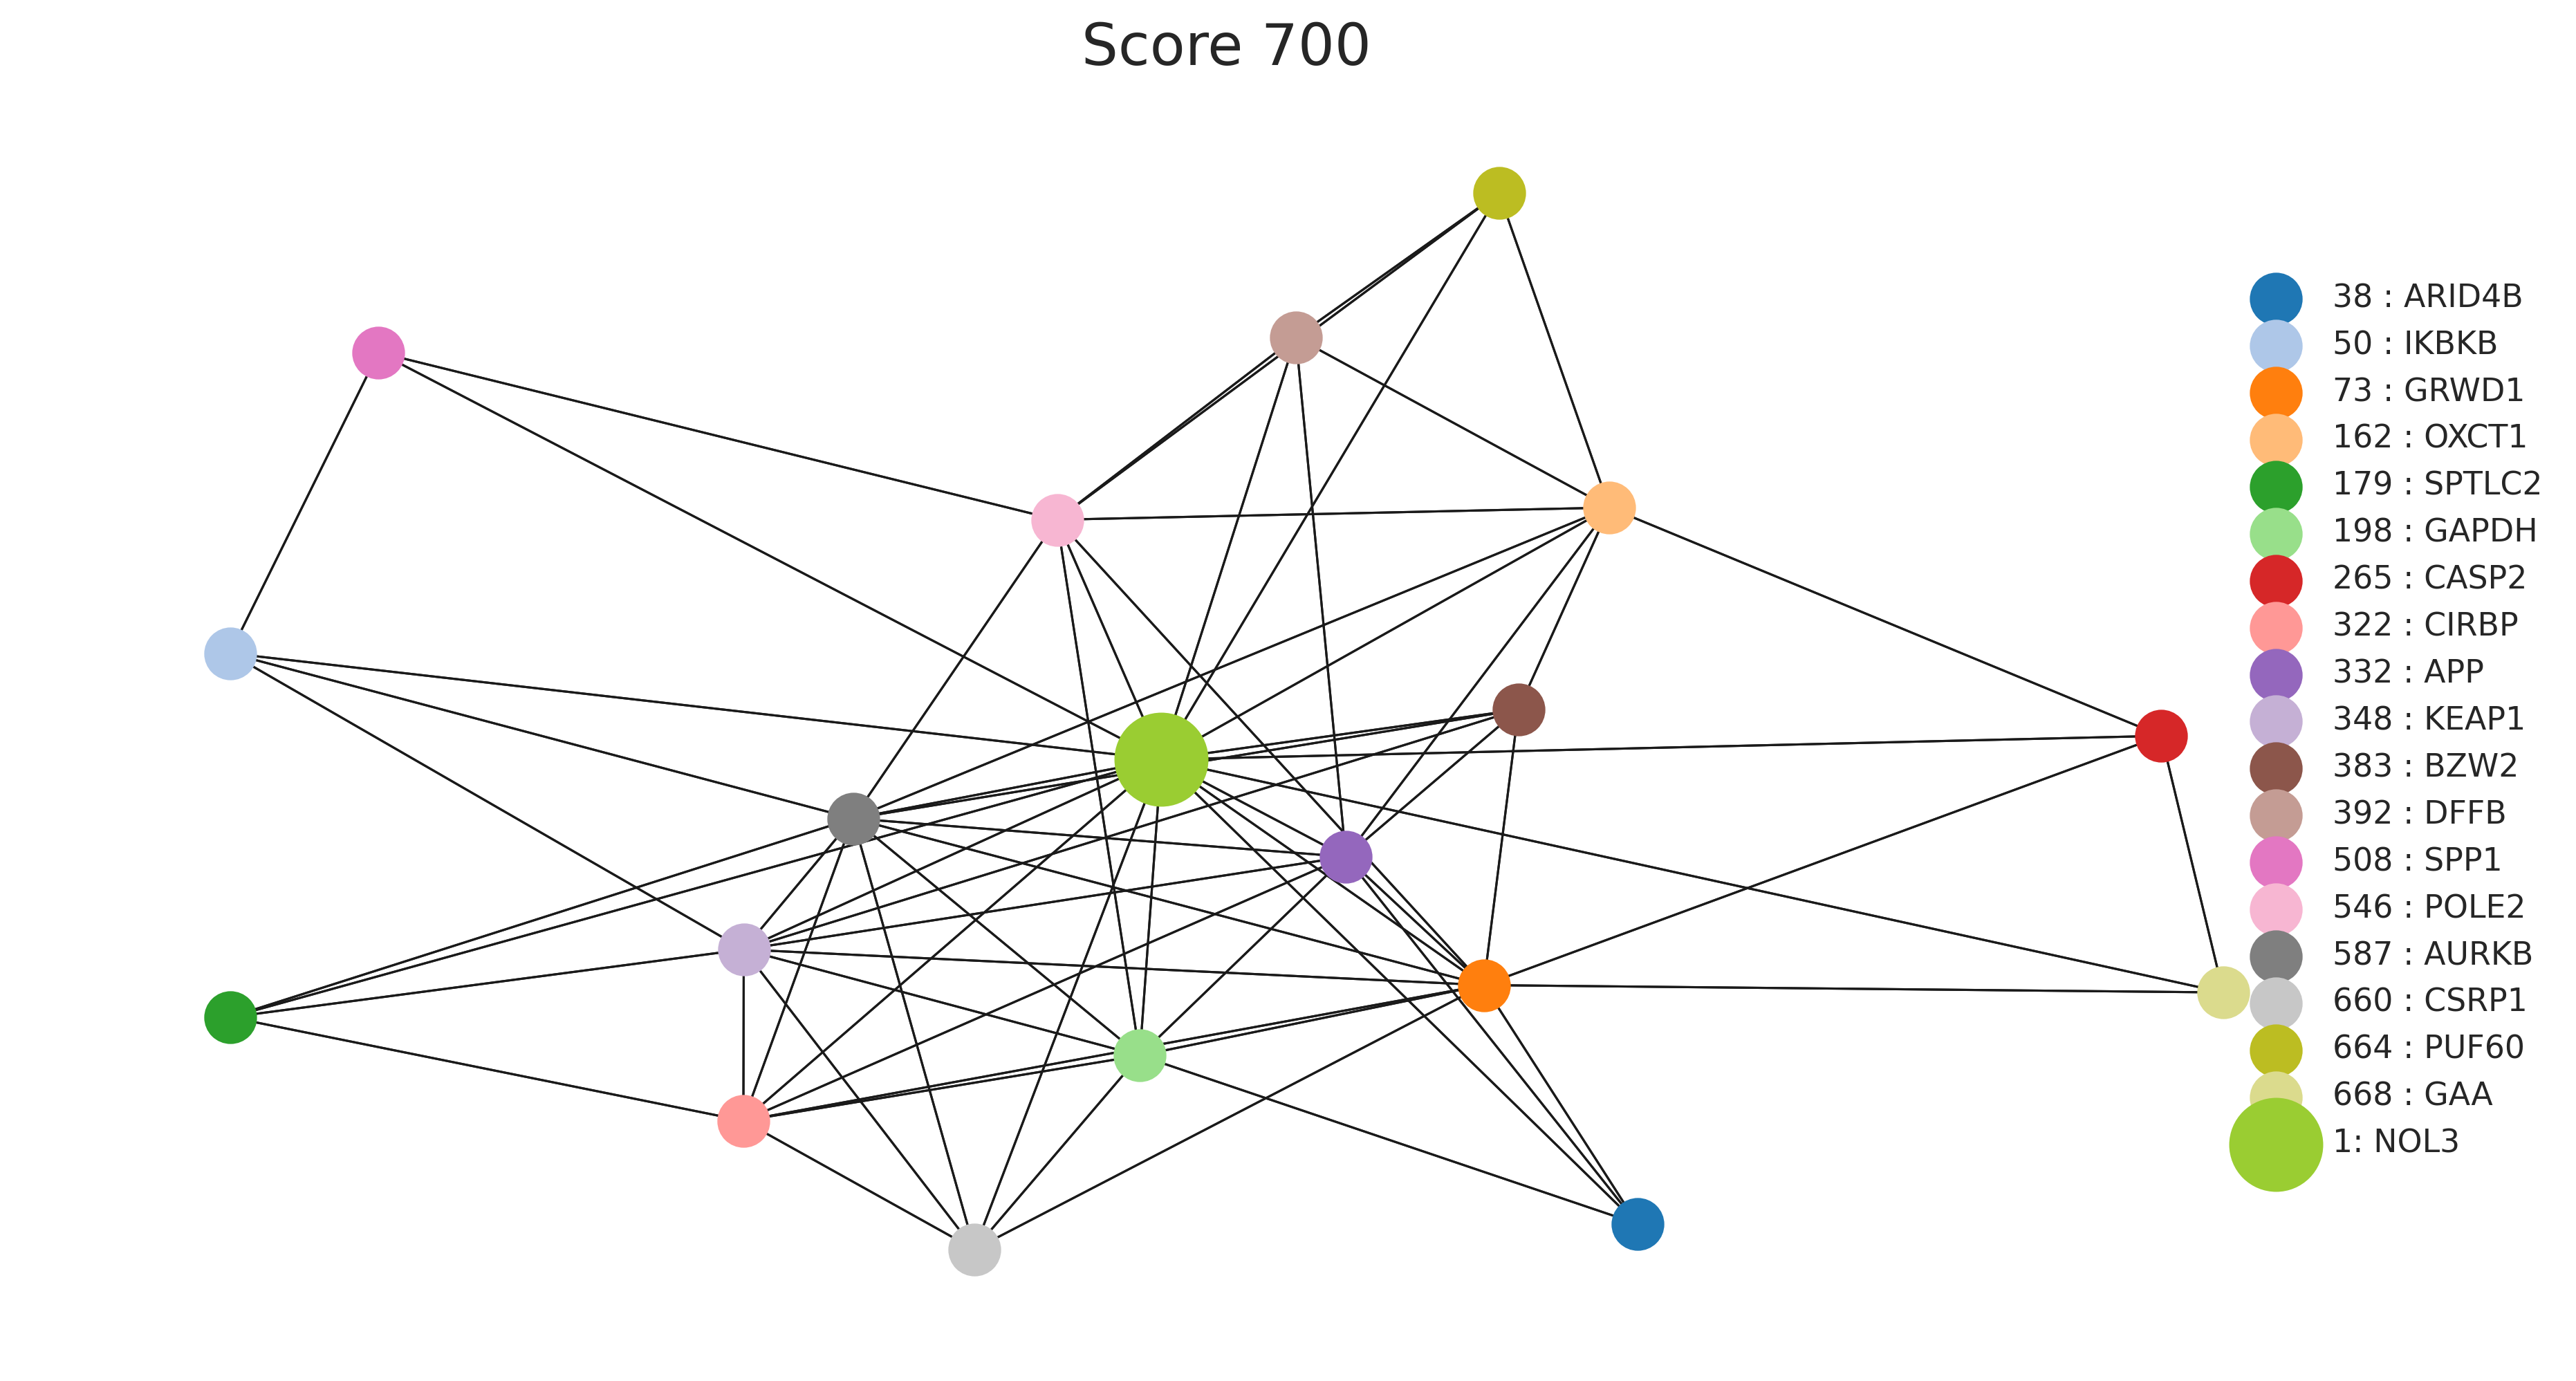 Score 700
38 : ARID4B
50 : IKBKB
73 : GRWD1
162 : OXCT1
179 : SPTLC2
198 : GAPDH
265 : CASP2
322 : CIRBP
332 : APP
348 : KEAP1
383 : BZW2
392 : DFFB
508 : SPP1
546 : POLE2
587 : AURKB
660 : CSRP1
664 : PUF60
668 : GAA
1: NOL3